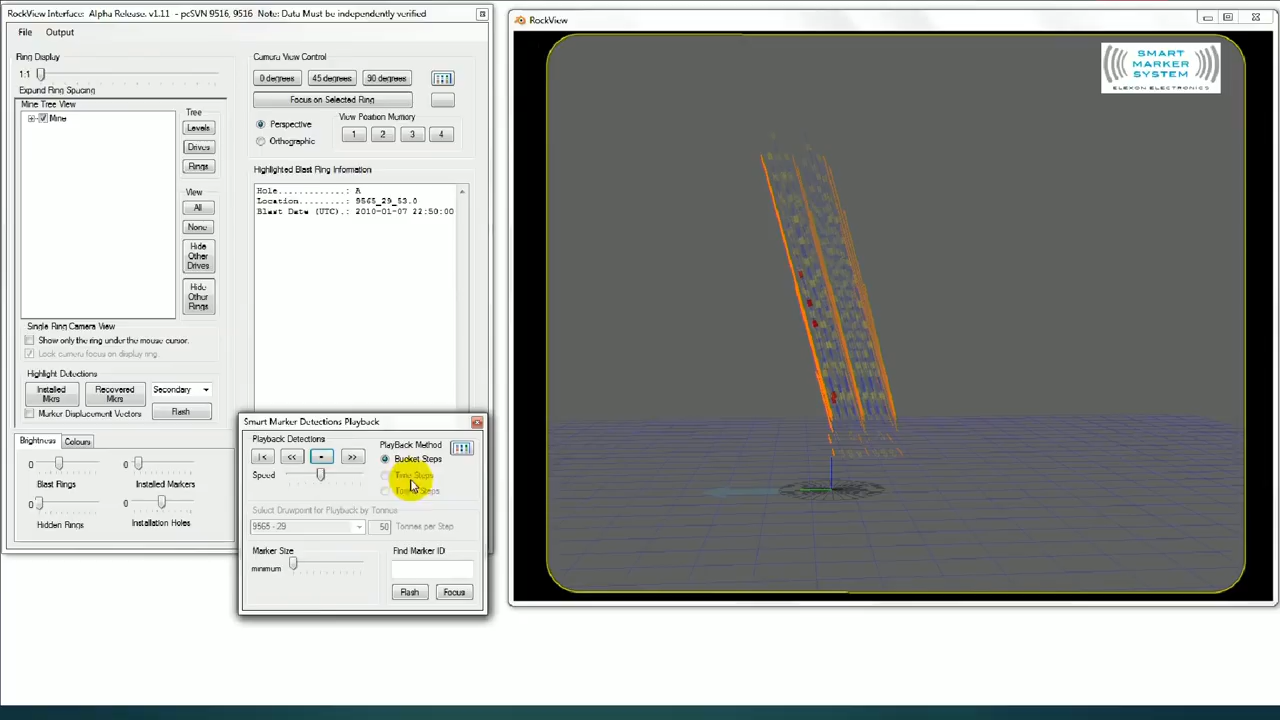 RockView Interface: Alpha Release. v1.11 - pcSVN 9516, 9516 Note: Data Must be independently verified
File Output
Ring Display
1:1
Expand Ring Spacing
Mine Tree View
Mine
Tree
Levels
Drives
Rings
View
All
None
Hide Other Drives
Hide Other Rings
Single Ring Camera View
Show only the ring under the mouse cursor.
Lock camera focus on display ring.
Highlight Detections
Installed Mkrs
Recovered Mkrs
Secondary
Flash
Marker Displacement Vectors
Brightness Colours
0
Blast Rings
0
Installed Markers
0
Hidden Rings
0
Installation Holes
Camera View Control
0 degrees 45 degrees 90 degrees
Focus on Selected Ring
Perspective
Orthographic
View Position Memory
1 2 3 4
Highlighted Blast Ring Information
Hole.............: A
Location.........: 9565_29_53.0
Blast Date (UTC).: 2010-01-07 22:50:00
Smart Marker Detections Playback
Playback Detections
|< << - >>
Speed
PlayBack Method
Bucket Steps
Time Steps
Select Drawpoint for Playback by Tonnes
9565 - 29
50 Tonnes per Step
Marker Size
minimum
Find Marker ID
Flash Focus
RockView
SMART
MARKER
SYSTEM
ELEXON ELECTRONICS